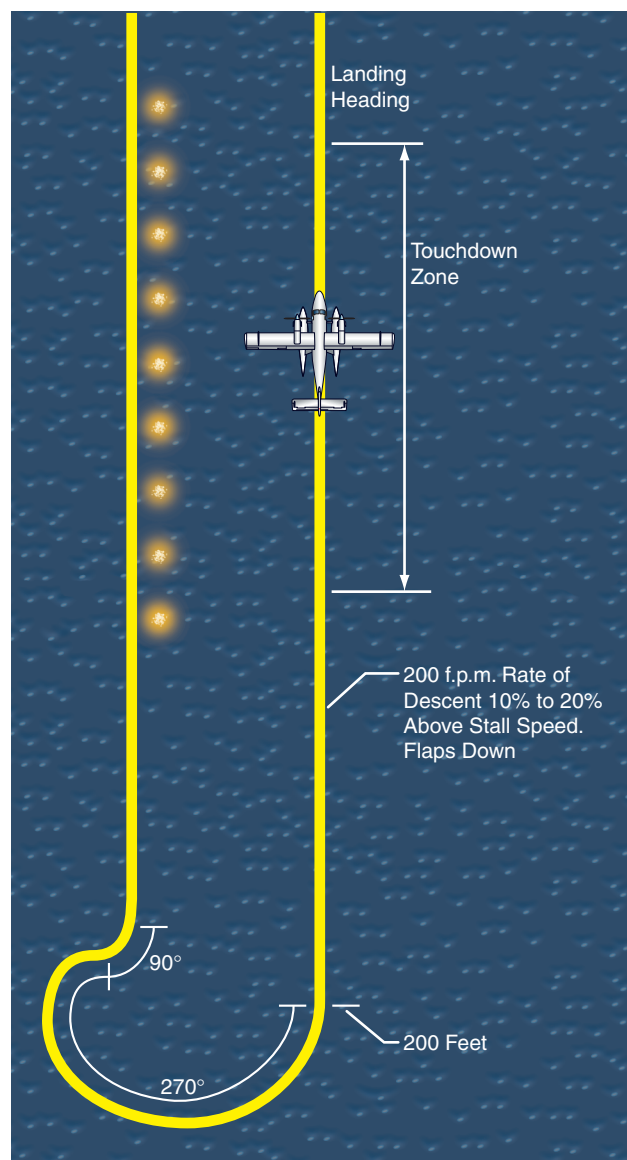 Landing
Heading
Touchdown
Zone
200 f.p.m. Rate of
Descent 10% to 20%
Above Stall Speed.
Flaps Down
90°
200 Feet
270°